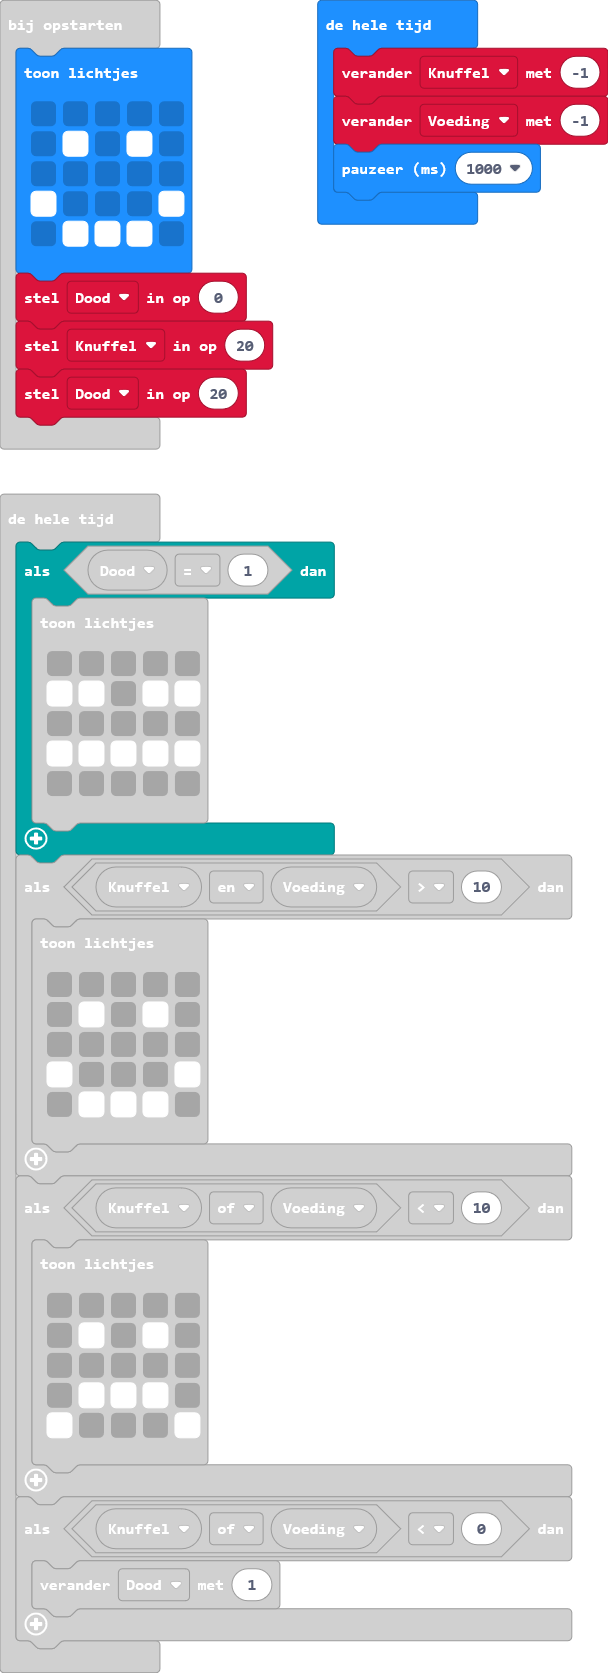 bij opstarten
toon lichtjes
stel Dood in op 0
stel Knuffel in op 20
stel Dood in op 20
de hele tijd
verander Knuffel met -1
verander Voeding met -1
pauzeer (ms) 1000
de hele tijd
als Dood = 1 dan
toon lichtjes
als Knuffel en Voeding > 10 dan
toon lichtjes
als Knuffel of Voeding < 10 dan
toon lichtjes
als Knuffel of Voeding < 0 dan
verander Dood met 1